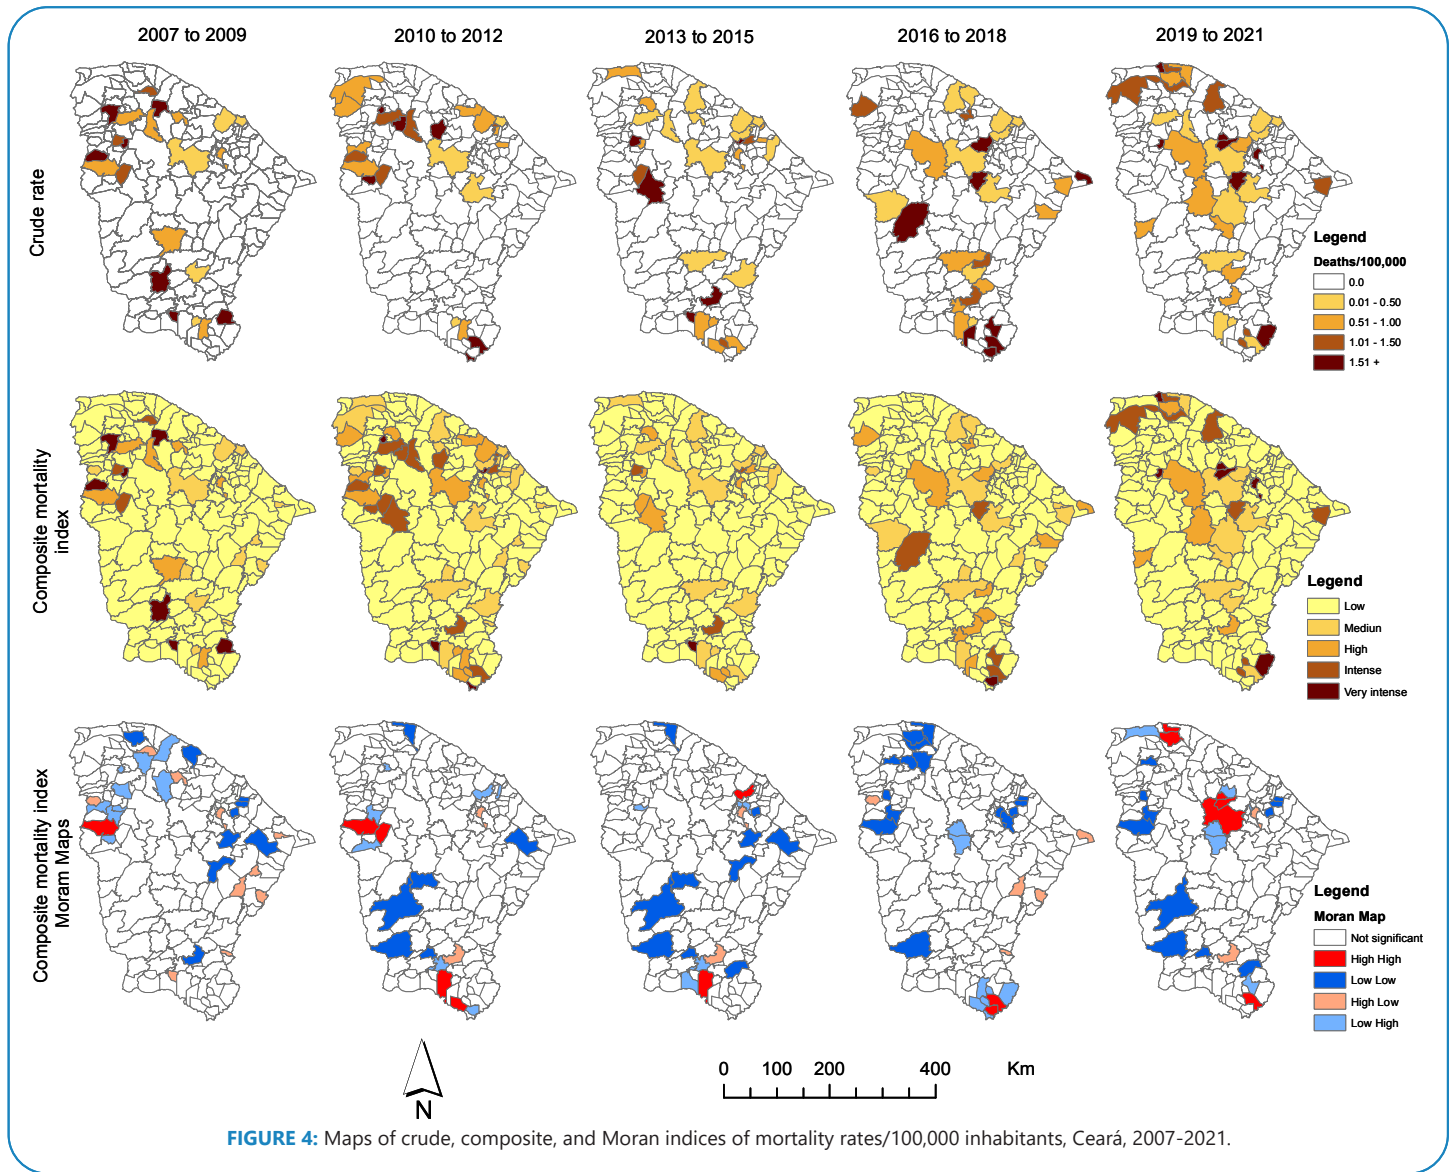 2007 to 2009
2010 to 2012
2013 to 2015
2016 to 2018
2019 to 2021
Crude rate
Legend
Deaths/100,000
0.0
0.01 - 0.50
0.51 - 1.00
1.01 - 1.50
1.51 +
Composite mortality
index
Legend
Low
Mediun
High
Intense
Very intense
Composite mortality index
Moram Maps
Legend
Moran Map
Not significant
High High
Low Low
High Low
Low High
N
0 100 200 400 Km
FIGURE 4: Maps of crude, composite, and Moran indices of mortality rates/100,000 inhabitants, Ceará, 2007-2021.